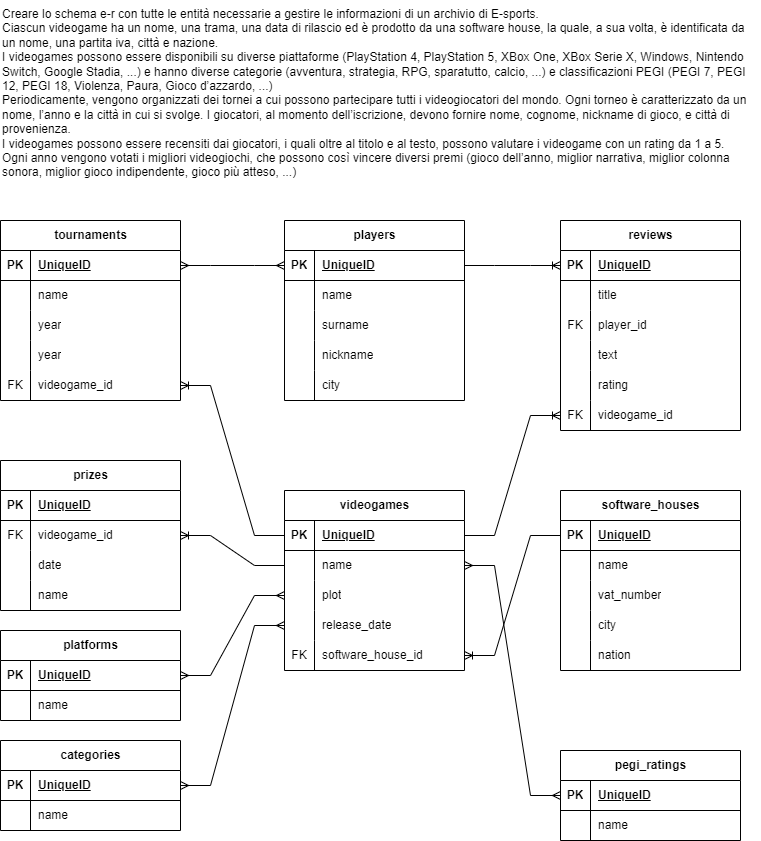 Creare lo schema e-r con tutte le entità necessarie a gestire le informazioni di un archivio di E-sports.
Ciascun videogame ha un nome, una trama, una data di rilascio ed è prodotto da una software house, la quale, a sua volta, è identificata da
un nome, una partita iva, città e nazione.
I videogames possono essere disponibili su diverse piattaforme (PlayStation 4, PlayStation 5, XBox One, XBox Serie X, Windows, Nintendo
Switch, Google Stadia, ...) e hanno diverse categorie (avventura, strategia, RPG, sparatutto, calcio, ...) e classificazioni PEGI (PEGI 7, PEGI
12, PEGI 18, Violenza, Paura, Gioco d'azzardo, ...)
Periodicamente, vengono organizzati dei tornei a cui possono partecipare tutti i videogiocatori del mondo. Ogni torneo è caratterizzato da un
nome, l'anno e la città in cui si svolge. I giocatori, al momento dell'iscrizione, devono fornire nome, cognome, nickname di gioco, e città di
provenienza.
I videogames possono essere recensiti dai giocatori, i quali oltre al titolo e al testo, possono valutare i videogame con un rating da 1 a 5.
Ogni anno vengono votati i migliori videogiochi, che possono così vincere diversi premi (gioco dell'anno, miglior narrativa, miglior colonna
sonora, miglior gioco indipendente, gioco più atteso, ...)
tournaments
PK UniqueID
name
year
year
FK videogame_id
players
PK UniqueID
name
surname
nickname
city
reviews
PK UniqueID
title
FK player_id
text
rating
FK videogame_id
prizes
PK UniqueID
FK videogame_id
date
name
videogames
PK UniqueID
name
plot
release_date
FK software_house_id
software_houses
PK UniqueID
name
vat_number
city
nation
platforms
PK UniqueID
name
categories
PK UniqueID
name
pegi_ratings
PK UniqueID
name